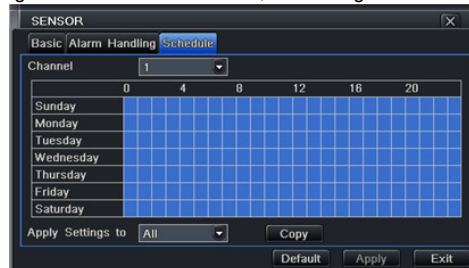 SENSOR X
Basic Alarm Handling Schedule
Channel 1
0 4 8 12 16 20
Sunday
Monday
Tuesday
Wednesday
Thursday
Friday
Saturday
Apply Settings to All Copy
Default Apply Exit